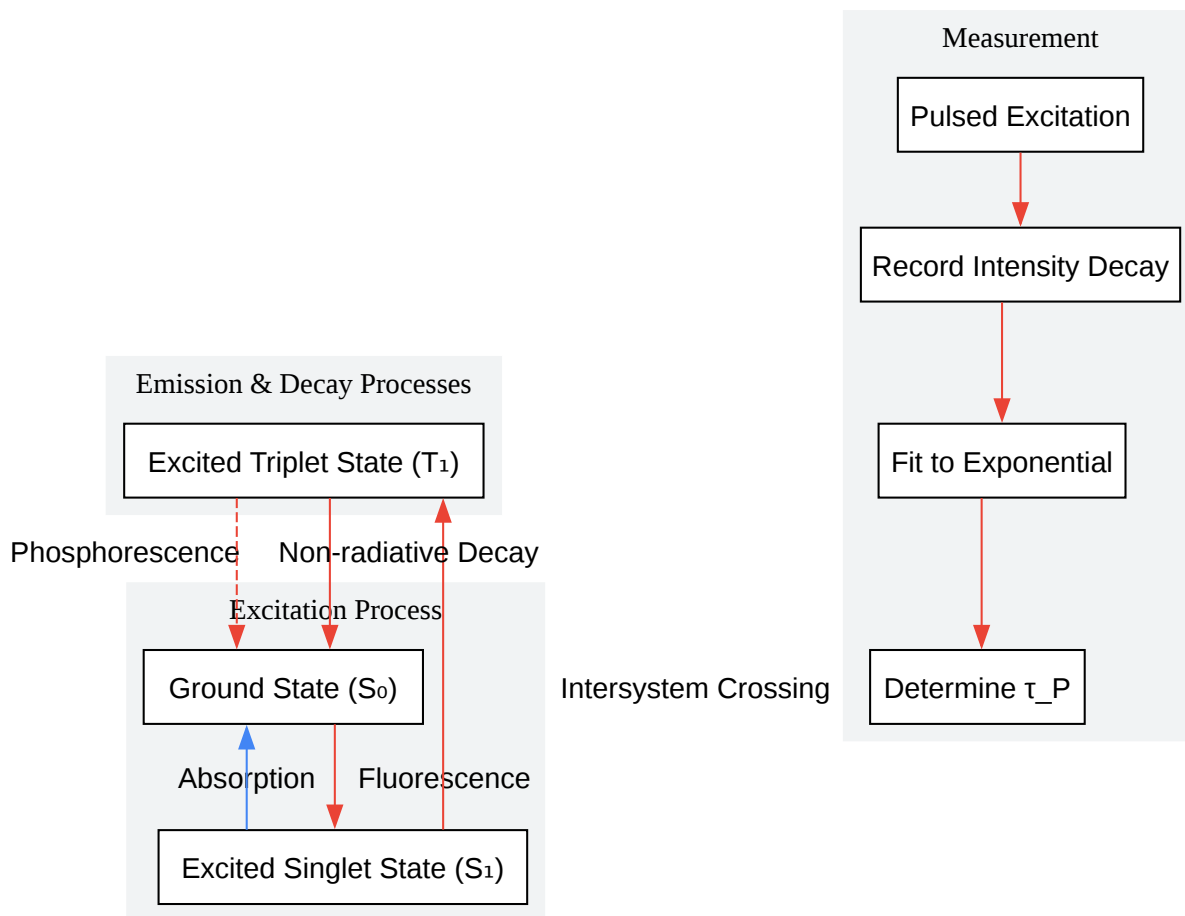 Measurement
Pulsed Excitation
Record Intensity Decay
Emission & Decay Processes
Excited Triplet State (T₁)
Fit to Exponential
Phosphorescence
Non-radiative Decay
Excitation Process
Ground State (S₀)
Intersystem Crossing
Determine τ_P
Absorption
Fluorescence
Excited Singlet State (S₁)